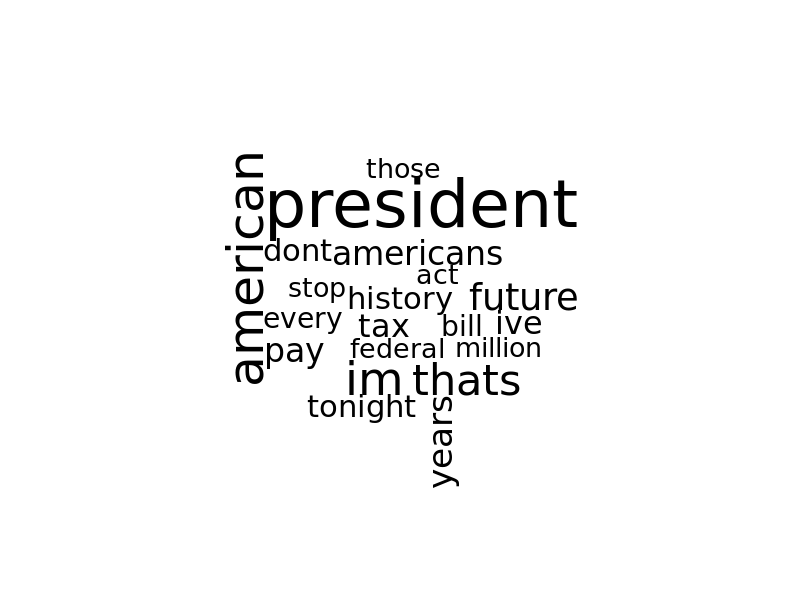 those
american
president
dont americans
act
stop history future
every tax bill ive
pay federal million
im thats
tonight
years